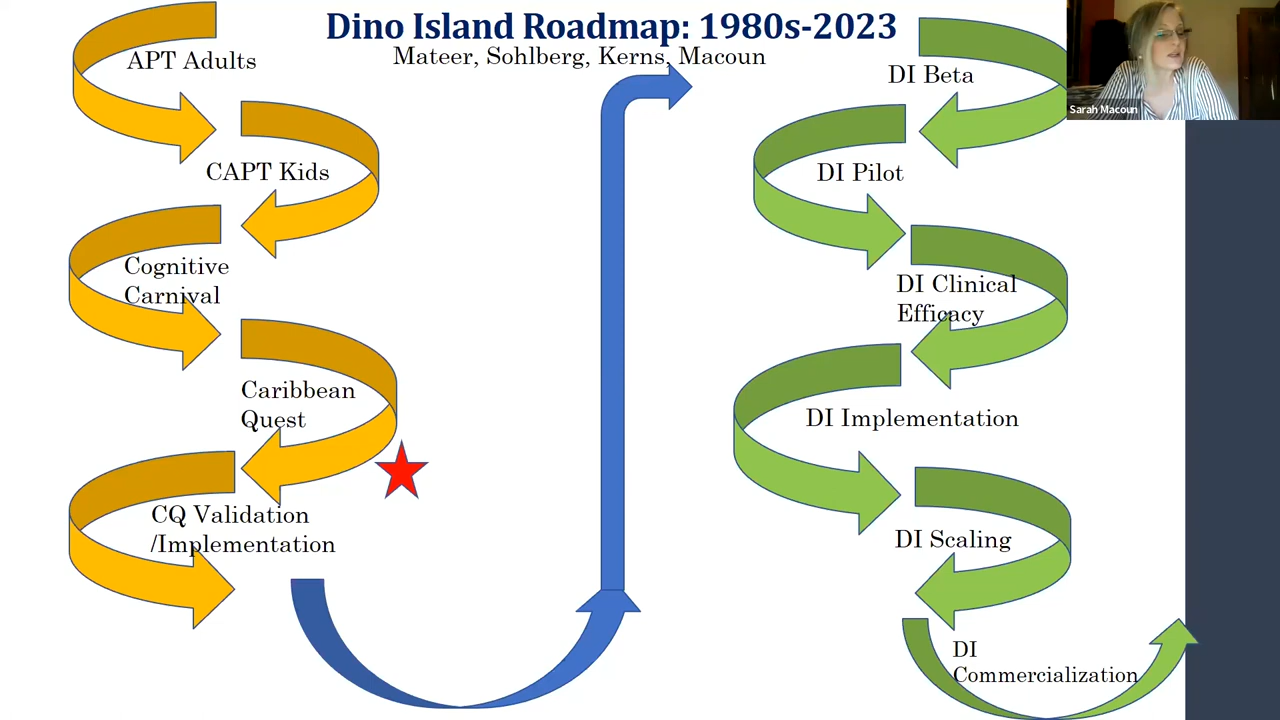 Dino Island Roadmap: 1980s-2023
Mateer, Sohlberg, Kerns, Macoun
APT Adults
CAPT Kids
Cognitive
Carnival
Caribbean
Quest
CQ Validation
/Implementation
DI Beta
Sarah Macoun
DI Pilot
DI Clinical
Efficacy
DI Implementation
DI Scaling
DI
Commercialization